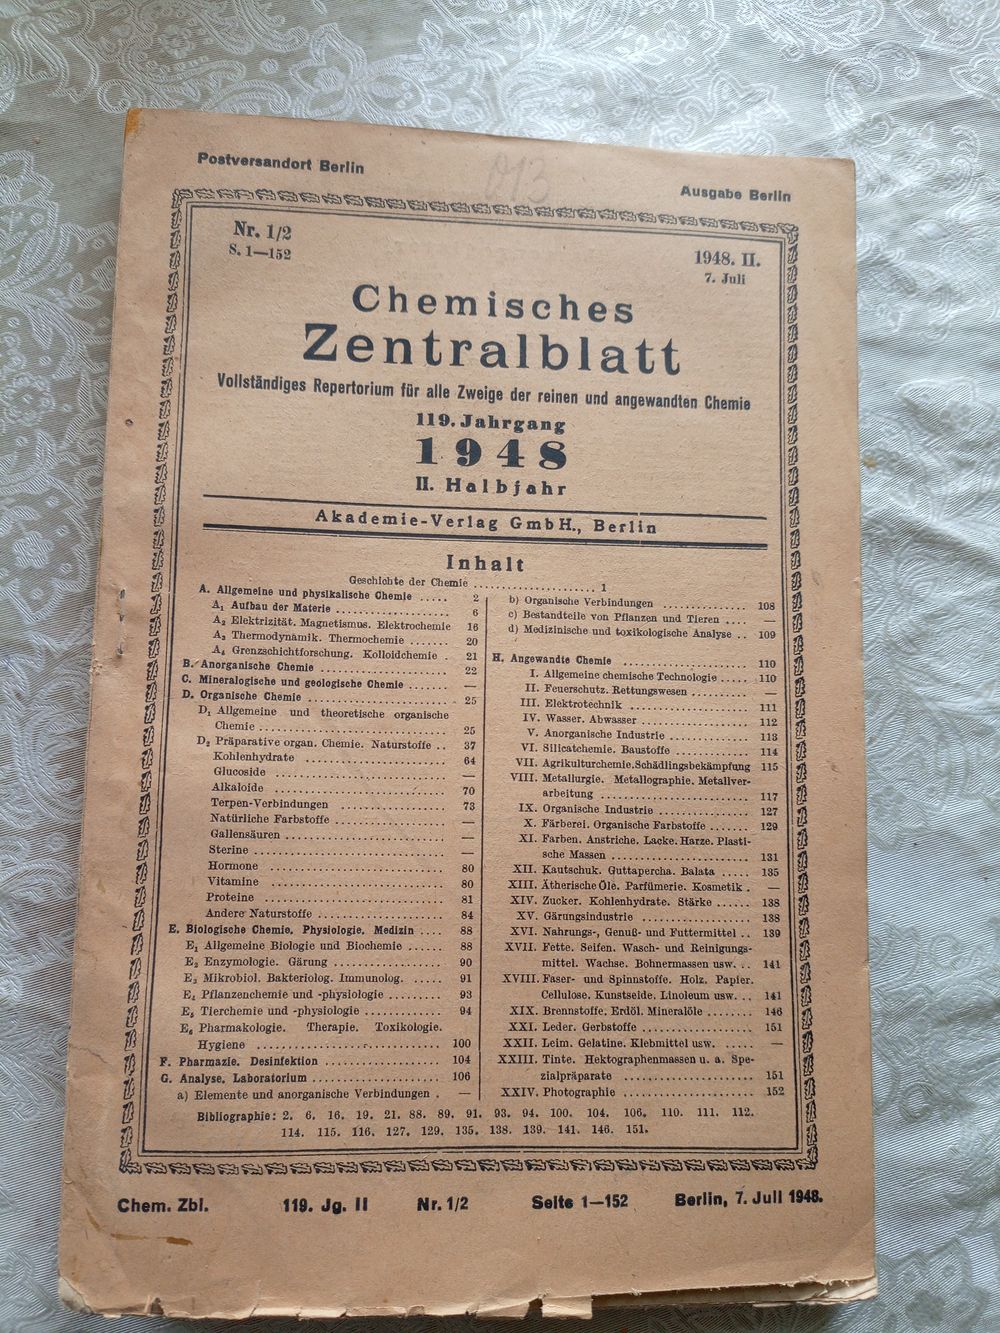 Postversandort Berlin
013
Ausgabe Berlin
Nr. 1/2
S. 1—152
1948. II.
7. Juli
Chemisches
Zentralblatt
Vollständiges Repertorium für alle Zweige der reinen und angewandten Chemie
119. Jahrgang
1948
II. Halbjahr
Akademie-Verlag GmbH., Berlin
Inhalt
Geschichte der Chemie .................... 1
A. Allgemeine und physikalische Chemie ..... 2
A₁ Aufbau der Materie ................ 6
A₂ Elektrizität. Magnetismus. Elektrochemie 16
A₃ Thermodynamik. Thermochemie ..... 20
A₄ Grenzschichtforschung. Kolloidchemie . 21
B. Anorganische Chemie .................. 22
C. Mineralogische und geologische Chemie ....... —
D. Organische Chemie .................... 25
D₁ Allgemeine und theoretische organische
Chemie ........................... 25
D₂ Präparative organ. Chemie. Naturstoffe .. 37
Kohlenhydrate .................... 64
Glucoside ........................ —
Alkaloide ........................ 70
Terpen-Verbindungen .............. 73
Natürliche Farbstoffe ............... —
Gallensäuren ...................... —
Sterine ........................... —
Hormone ......................... 80
Vitamine ......................... 80
Proteine .......................... 81
Andere Naturstoffe ................ 84
E. Biologische Chemie. Physiologie. Medizin .... 88
E₁ Allgemeine Biologie und Biochemie ...... 88
E₂ Enzymologie. Gärung ................. 90
E₃ Mikrobiol. Bakteriolog. Immunolog. ..... 91
E₄ Pflanzenchemie und -physiologie ......... 93
E₅ Tierchemie und -physiologie ............ 94
E₆ Pharmakologie. Therapie. Toxikologie.
Hygiene ........................... 100
F. Pharmazie. Desinfektion ................ 104
G. Analyse. Laboratorium .................. 106
a) Elemente und anorganische Verbindungen . —
b) Organische Verbindungen .............. 108
c) Bestandteile von Pflanzen und Tieren .... —
d) Medizinische und toxikologische Analyse .. 109
H. Angewandte Chemie .................... 110
I. Allgemeine chemische Technologie ..... 110
II. Feuerschutz. Rettungswesen .......... —
III. Elektrotechnik .................... 111
IV. Wasser. Abwasser .................. 112
V. Anorganische Industrie .............. 113
VI. Silicatchemie. Baustoffe ............. 114
VII. Agrikulturchemie.Schädlingsbekämpfung 115
VIII. Metallurgie. Metallographie. Metallver-
arbeitung ........................ 117
IX. Organische Industrie ................ 127
X. Färberei. Organische Farbstoffe ....... 129
XI. Farben. Anstriche. Lacke. Harze. Plasti-
sche Massen ...................... 131
XII. Kautschuk. Guttapercha. Balata ..... 135
XIII. Ätherische Öle. Parfümerie. Kosmetik . —
XIV. Zucker. Kohlenhydrate. Stärke ...... 138
XV. Gärungsindustrie .................. 138
XVI. Nahrungs-, Genuß- und Futtermittel .. 139
XVII. Fette. Seifen. Wasch- und Reinigungs-
mittel. Wachse. Bohnermassen usw. .. 141
XVIII. Faser- und Spinnstoffe. Holz. Papier.
Cellulose. Kunstseide. Linoleum usw. .. 141
XIX. Brennstoffe. Erdöl. Mineralöle ....... 146
XXI. Leder. Gerbstoffe .................. 151
XXII. Leim. Gelatine. Klebmittel usw. ..... —
XXIII. Tinte. Hektographenmassen u. a. Spe-
zialpräparate ..................... 151
XXIV. Photographie ..................... 152
Bibliographie: 2. 6. 16. 19. 21. 88. 89. 91. 93. 94. 100. 104. 106. 110. 111. 112.
114. 115. 116. 127. 129. 135. 138. 139. 141. 146. 151.
Chem. Zbl. 119. Jg. II Nr. 1/2 Seite 1—152 Berlin, 7. Juli 1948.